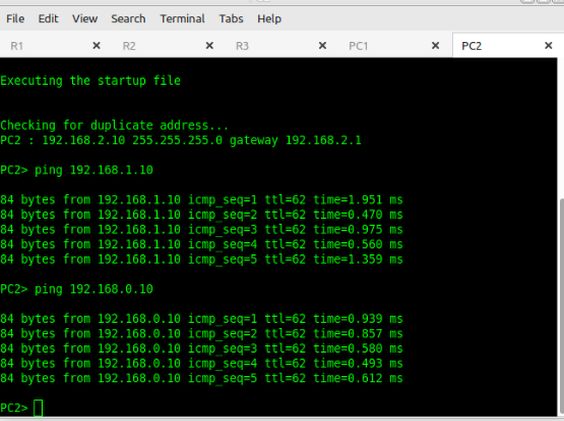 File Edit View Search Terminal Tabs Help
R1 × R2 × R3 × PC1 × PC2 ×
Executing the startup file
Checking for duplicate address...
PC2 : 192.168.2.10 255.255.255.0 gateway 192.168.2.1
PC2> ping 192.168.1.10
84 bytes from 192.168.1.10 icmp_seq=1 ttl=62 time=1.951 ms
84 bytes from 192.168.1.10 icmp_seq=2 ttl=62 time=0.470 ms
84 bytes from 192.168.1.10 icmp_seq=3 ttl=62 time=0.975 ms
84 bytes from 192.168.1.10 icmp_seq=4 ttl=62 time=0.560 ms
84 bytes from 192.168.1.10 icmp_seq=5 ttl=62 time=1.359 ms
PC2> ping 192.168.0.10
84 bytes from 192.168.0.10 icmp_seq=1 ttl=62 time=0.939 ms
84 bytes from 192.168.0.10 icmp_seq=2 ttl=62 time=0.857 ms
84 bytes from 192.168.0.10 icmp_seq=3 ttl=62 time=0.580 ms
84 bytes from 192.168.0.10 icmp_seq=4 ttl=62 time=0.493 ms
84 bytes from 192.168.0.10 icmp_seq=5 ttl=62 time=0.612 ms
PC2>